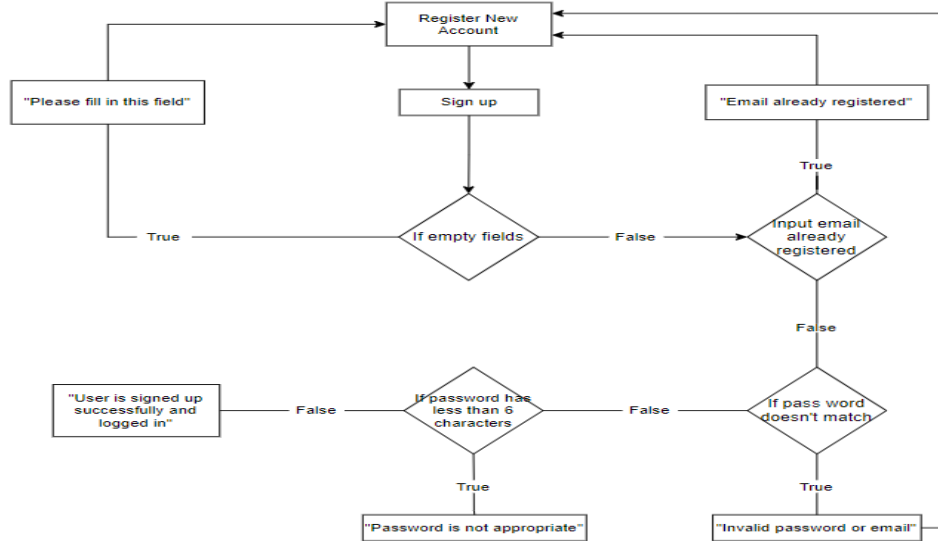 Register New
Account
"Please fill in this field"
Sign up
"Email already registered"
True
If empty fields
True
False
Input email
already
registered
False
"User is signed up
successfully and
logged in"
False
If password has
less than 6
characters
False
If pass word
doesn't match
True
True
"Password is not appropriate"
"Invalid password or email"